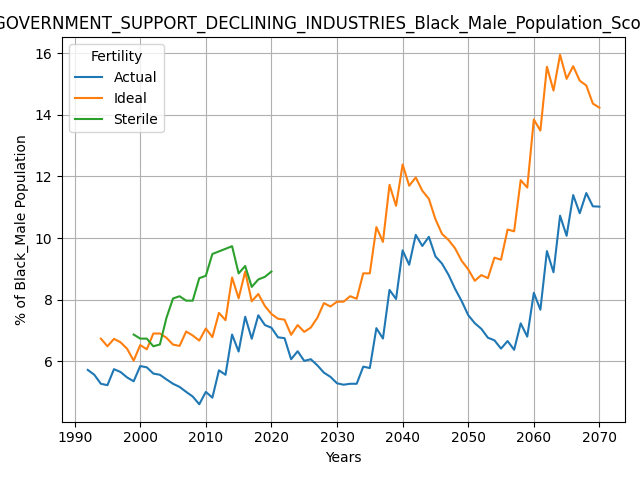 GOVERNMENT_SUPPORT_DECLINING_INDUSTRIES_Black_Male_Population_Sco
Fertility
Actual
Ideal
Sterile
% of Black_Male Population
16
14
12
10
8
6
1990 2000 2010 2020 2030 2040 2050 2060 2070
Years